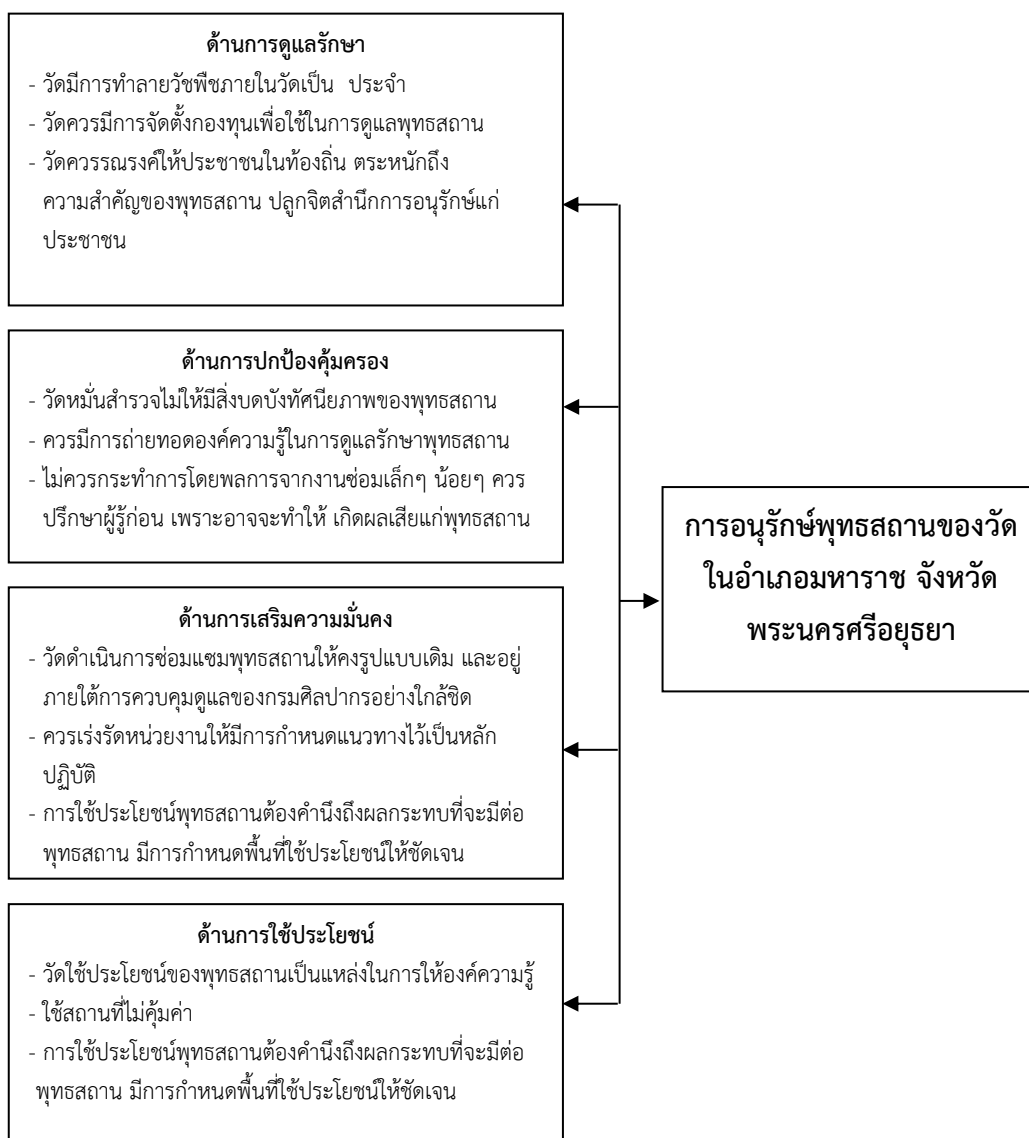 ด้านการดูแลรักษา
- วัดมีการทำลายวัชพืชภายในวัดเป็น  ประจำ
- วัดควรมีการจัดตั้งกองทุนเพื่อใช้ในการดูแลพุทธสถาน
- วัดควรรณรงค์ให้ประชาชนในท้องถิ่น ตระหนักถึง
ความสำคัญของพุทธสถาน ปลูกจิตสำนึกการอนุรักษ์แก่
ประชาชน
ด้านการปกป้องคุ้มครอง
- วัดหมั่นสำรวจไม่ให้มีสิ่งบดบังทัศนียภาพของพุทธสถาน
- ควรมีการถ่ายทอดองค์ความรู้ในการดูแลรักษาพุทธสถาน
- ไม่ควรกระทำการโดยพลการจากงานซ่อมเล็กๆ น้อยๆ ควร
ปรึกษาผู้รู้ก่อน เพราะอาจจะทำให้ เกิดผลเสียแก่พุทธสถาน
ด้านการเสริมความมั่นคง
- วัดดำเนินการซ่อมแซมพุทธสถานให้คงรูปแบบเดิม และอยู่
ภายใต้การควบคุมดูแลของกรมศิลปากรอย่างใกล้ชิด
- ควรเร่งรัดหน่วยงานให้มีการกำหนดแนวทางไว้เป็นหลัก
ปฏิบัติ
- การใช้ประโยชน์พุทธสถานต้องคำนึงถึงผลกระทบที่จะมีต่อ
พุทธสถาน มีการกำหนดพื้นที่ใช้ประโยชน์ให้ชัดเจน
ด้านการใช้ประโยชน์
- วัดใช้ประโยชน์ของพุทธสถานเป็นแหล่งในการให้องค์ความรู้
- ใช้สถานที่ไม่คุ้มค่า
- การใช้ประโยชน์พุทธสถานต้องคำนึงถึงผลกระทบที่จะมีต่อ
พุทธสถาน มีการกำหนดพื้นที่ใช้ประโยชน์ให้ชัดเจน
การอนุรักษ์พุทธสถานของวัด
ในอำเภอมหาราช จังหวัด
พระนครศรีอยุธยา